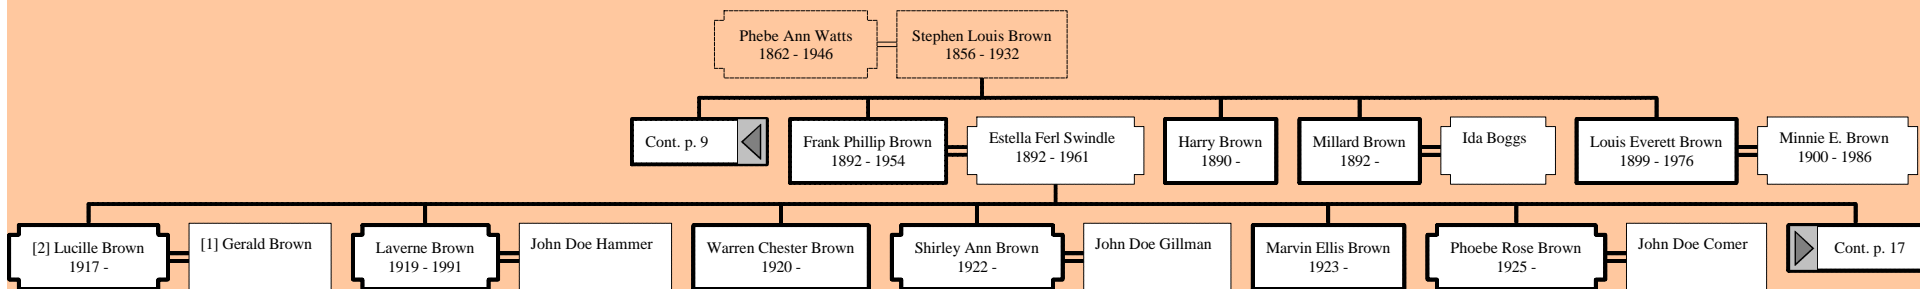 Phebe Ann Watts
1862 - 1946
Stephen Louis Brown
1856 - 1932
Cont. p. 9
Frank Phillip Brown
1892 - 1954
Estella Ferl Swindle
1892 - 1961
Harry Brown
1890 -
Millard Brown
1892 -
Ida Boggs
Louis Everett Brown
1899 - 1976
Minnie E. Brown
1900 - 1986
[2] Lucille Brown
1917 -
[1] Gerald Brown
Laverne Brown
1919 - 1991
John Doe Hammer
Warren Chester Brown
1920 -
Shirley Ann Brown
1922 -
John Doe Gillman
Marvin Ellis Brown
1923 -
Phoebe Rose Brown
1925 -
John Doe Comer
Cont. p. 17